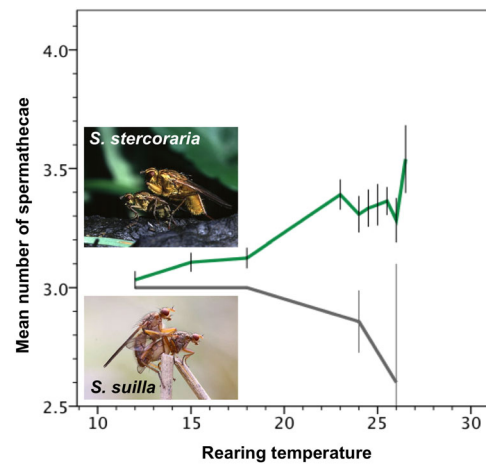 4.0
3.5
3.0
2.5
Mean number of spermathecae
S. stercoraria
S. suilla
10 15 20 25 30
Rearing temperature